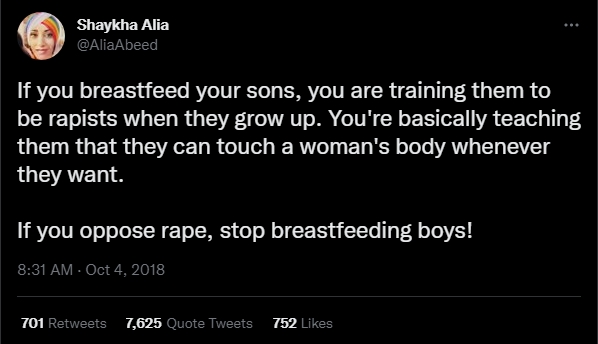 Shaykha Alia
@AliaAbeed
If you breastfeed your sons, you are training them to
be rapists when they grow up. You're basically teaching
them that they can touch a woman's body whenever
they want.
If you oppose rape, stop breastfeeding boys!
8:31 AM · Oct 4, 2018
701 Retweets 7,625 Quote Tweets 752 Likes